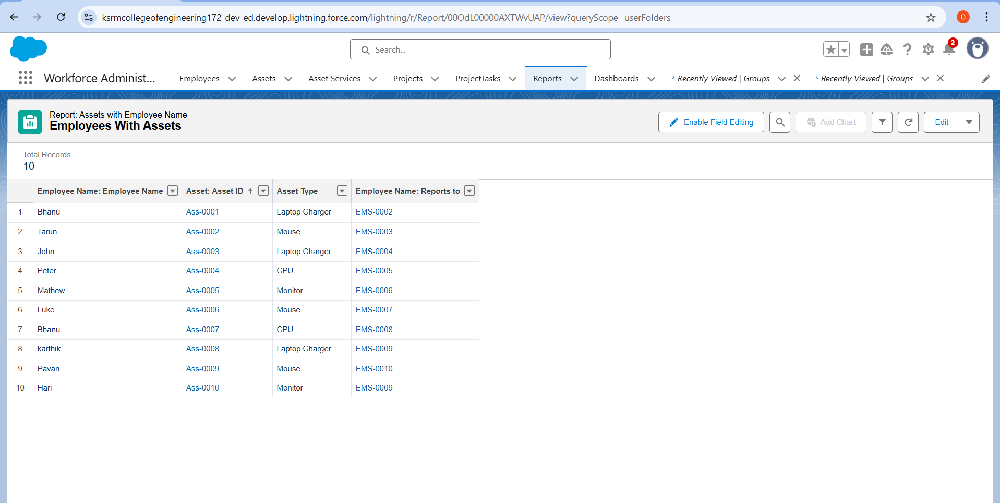 ksrmcollegeofengineering172-dev-ed.develop.lightning.force.com/lightning/r/Report/00OdL00000AXTWvUAP/view?queryScope=userFolders
O
Search...
2
Workforce Administ... Employees Assets Asset Services Projects ProjectTasks Reports Dashboards * Recently Viewed | Groups * Recently Viewed | Groups
Report: Assets with Employee Name
Employees With Assets
Enable Field Editing Add Chart Edit
Total Records
10
Employee Name: Employee Name Asset: Asset ID ↑ Asset Type Employee Name: Reports to
1 Bhanu Ass-0001 Laptop Charger EMS-0002
2 Tarun Ass-0002 Mouse EMS-0003
3 John Ass-0003 Laptop Charger EMS-0004
4 Peter Ass-0004 CPU EMS-0005
5 Mathew Ass-0005 Monitor EMS-0006
6 Luke Ass-0006 Mouse EMS-0007
7 Bhanu Ass-0007 CPU EMS-0008
8 karthik Ass-0008 Laptop Charger EMS-0009
9 Pavan Ass-0009 Mouse EMS-0010
10 Hari Ass-0010 Monitor EMS-0009